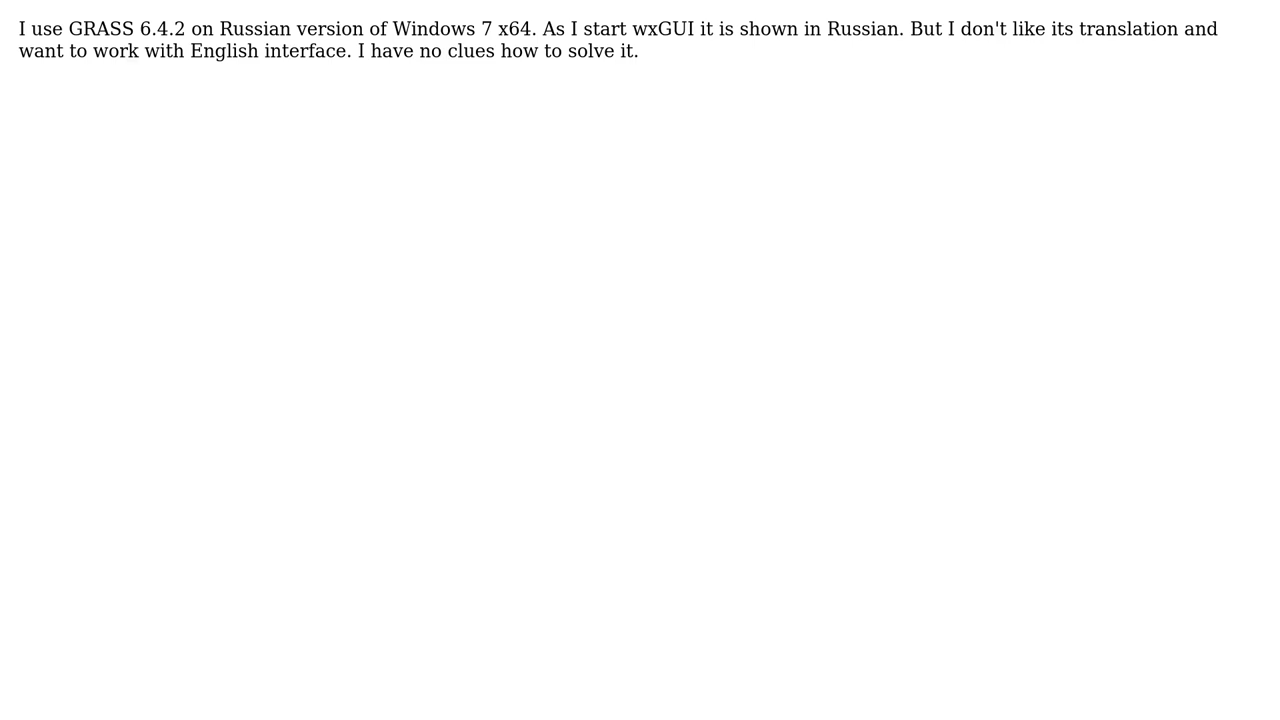 I use GRASS 6.4.2 on Russian version of Windows 7 x64. As I start wxGUI it is shown in Russian. But I don't like its translation and
want to work with English interface. I have no clues how to solve it.